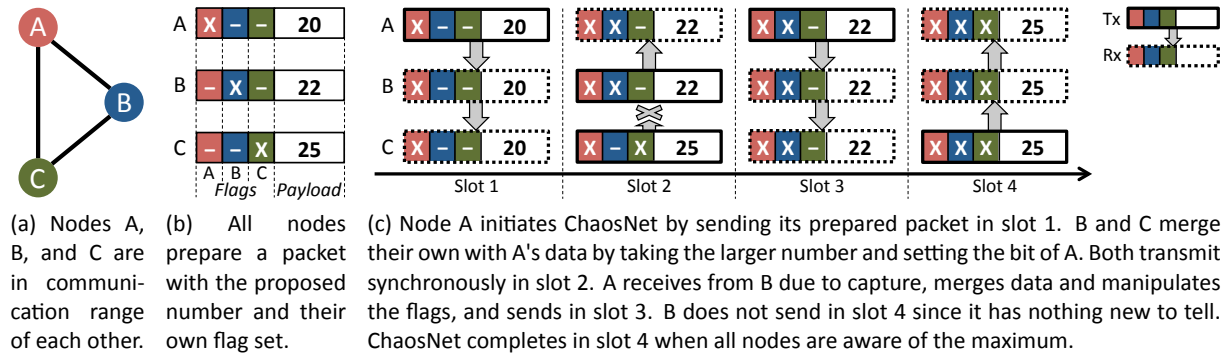 A
B
C
A X – – 20
B – X – 22
C – – X 25
A B C
Flags Payload
A X – – 20
B X – – 20
C X – – 20
Slot 1
X X – 22
X X – 22
X – X 25
Slot 2
X X – 22
X X – 22
X X – 22
Slot 3
X X X 25
X X X 25
X X X 25
Slot 4
Tx
Rx
(a) Nodes A,
B, and C are
in communi-
cation range
of each other.
(b) All nodes
prepare a packet
with the proposed
number and their
own flag set.
(c) Node A initiates ChaosNet by sending its prepared packet in slot 1. B and C merge
their own with A's data by taking the larger number and setting the bit of A. Both transmit
synchronously in slot 2. A receives from B due to capture, merges data and manipulates
the flags, and sends in slot 3. B does not send in slot 4 since it has nothing new to tell.
ChaosNet completes in slot 4 when all nodes are aware of the maximum.